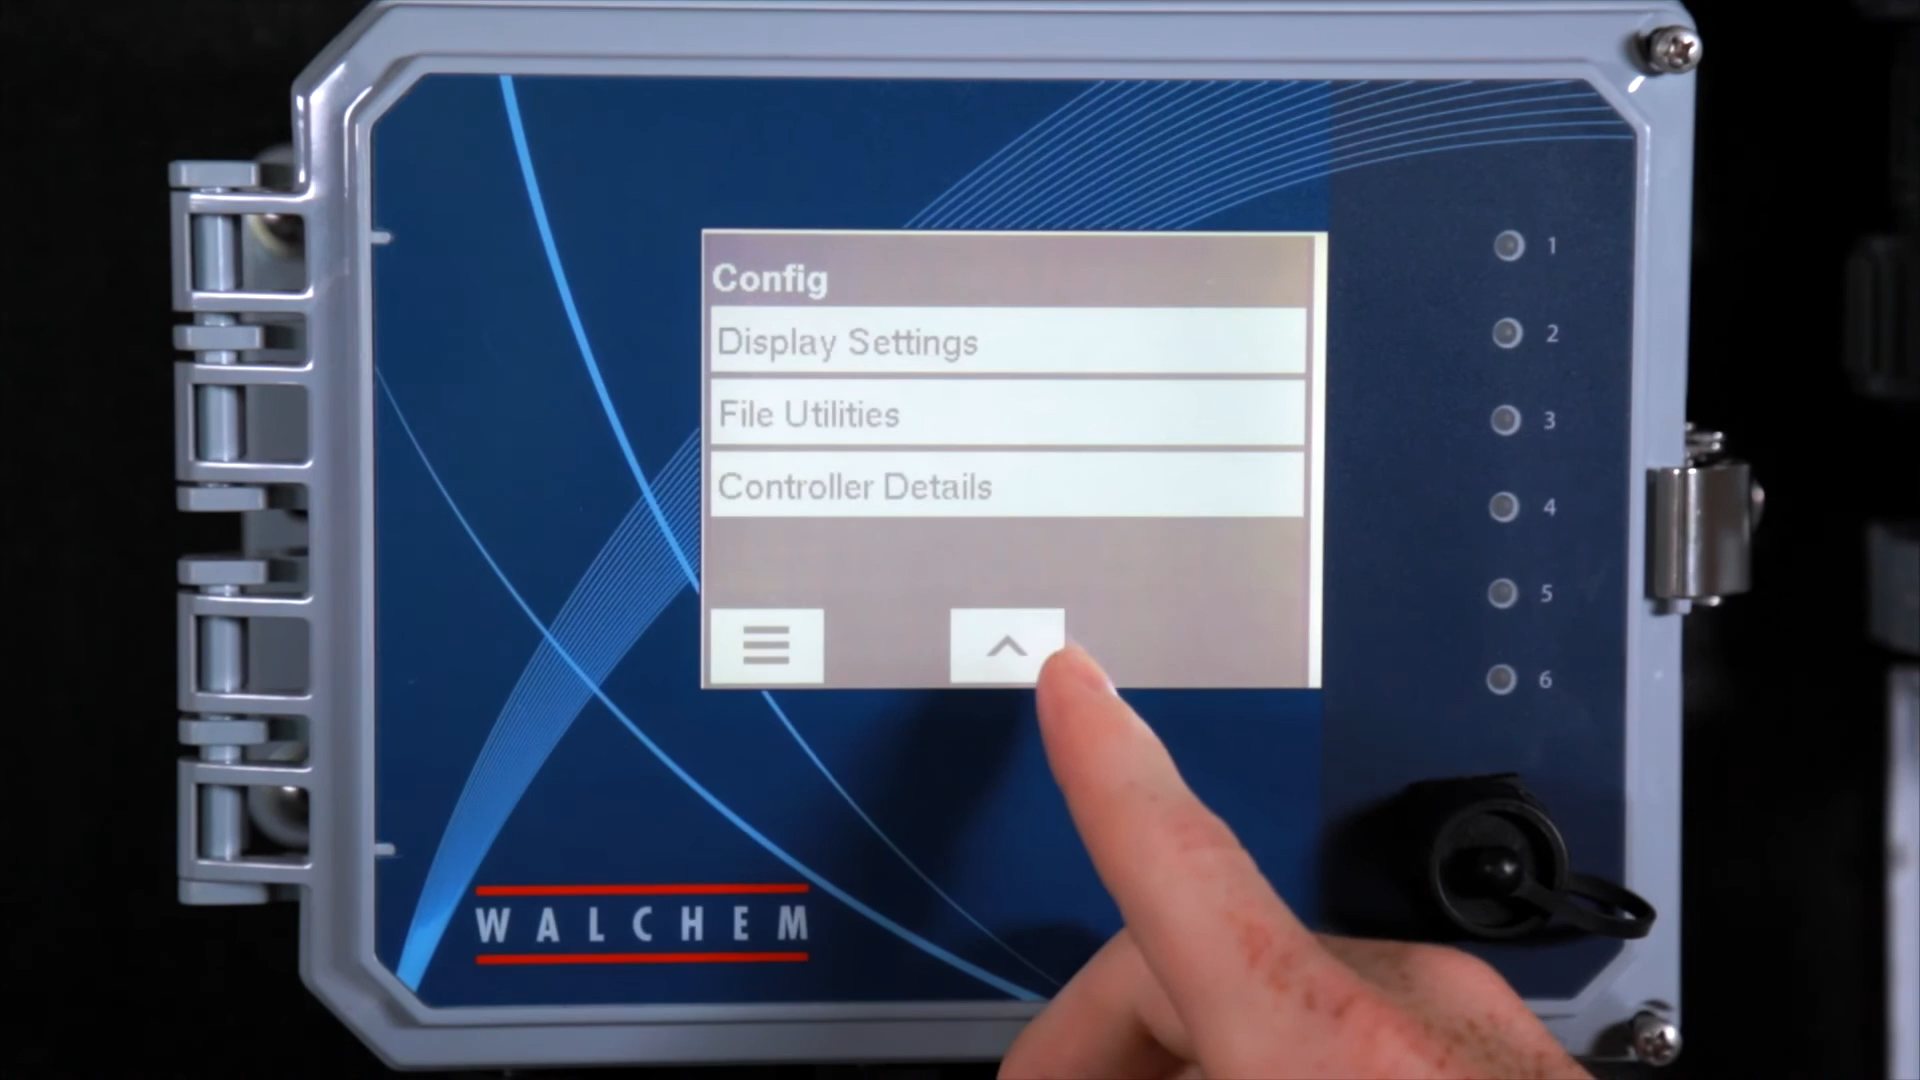 Config
Display Settings
File Utilities
Controller Details
1
2
3
4
5
6
WALCHEM